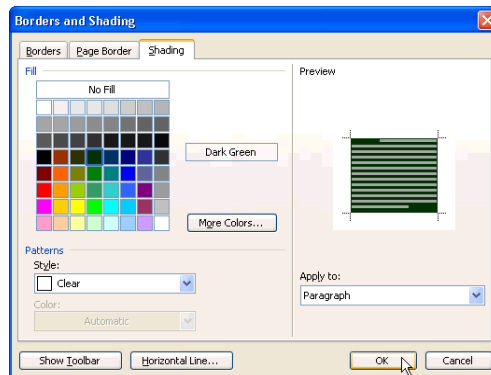 Borders and Shading
Borders Page Border Shading
Fill
No Fill
Dark Green
More Colors...
Patterns
Style:
Clear
Color:
Automatic
Preview
Apply to:
Paragraph
Show Toolbar Horizontal Line... OK Cancel